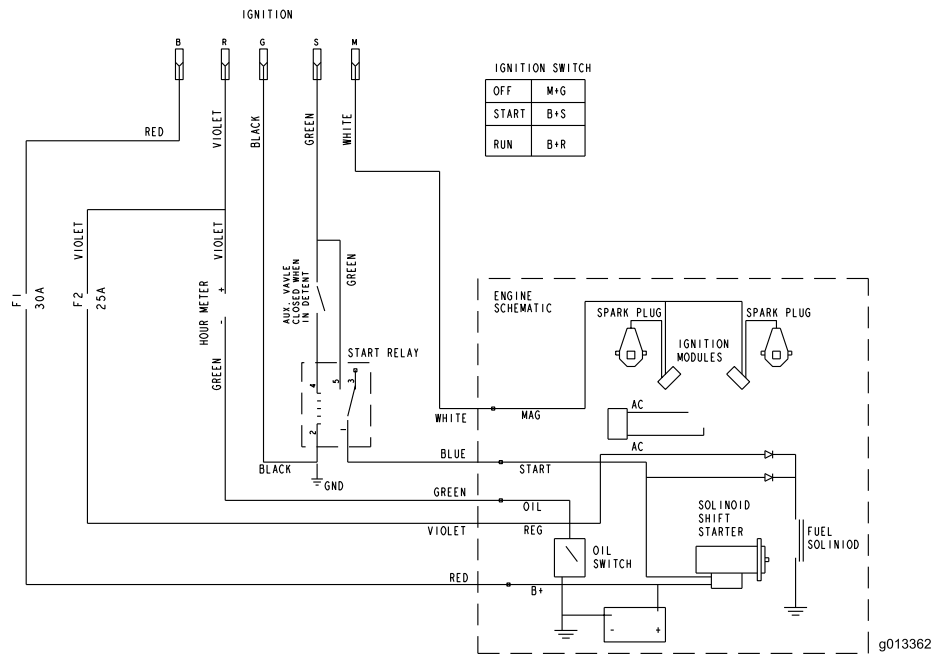 IGNITION
B R G S M
IGNITION SWITCH
OFF M+G
START B+S
RUN B+R
RED
VIOLET
BLACK
GREEN
WHITE
VIOLET
VIOLET
GREEN
F1
30A
F2
25A
HOUR METER
+
-
AUX. VAVLE
CLOSED WHEN
IN DETENT
GREEN
START RELAY
4
5
3
2
1
BLACK
GND
ENGINE
SCHEMATIC
SPARK PLUG
SPARK PLUG
IGNITION
MODULES
WHITE
MAG
AC
AC
BLUE
START
GREEN
OIL
VIOLET
REG
OIL
SWITCH
SOLINOID
SHIFT
STARTER
FUEL
SOLINIOD
RED
B+
- +
g013362